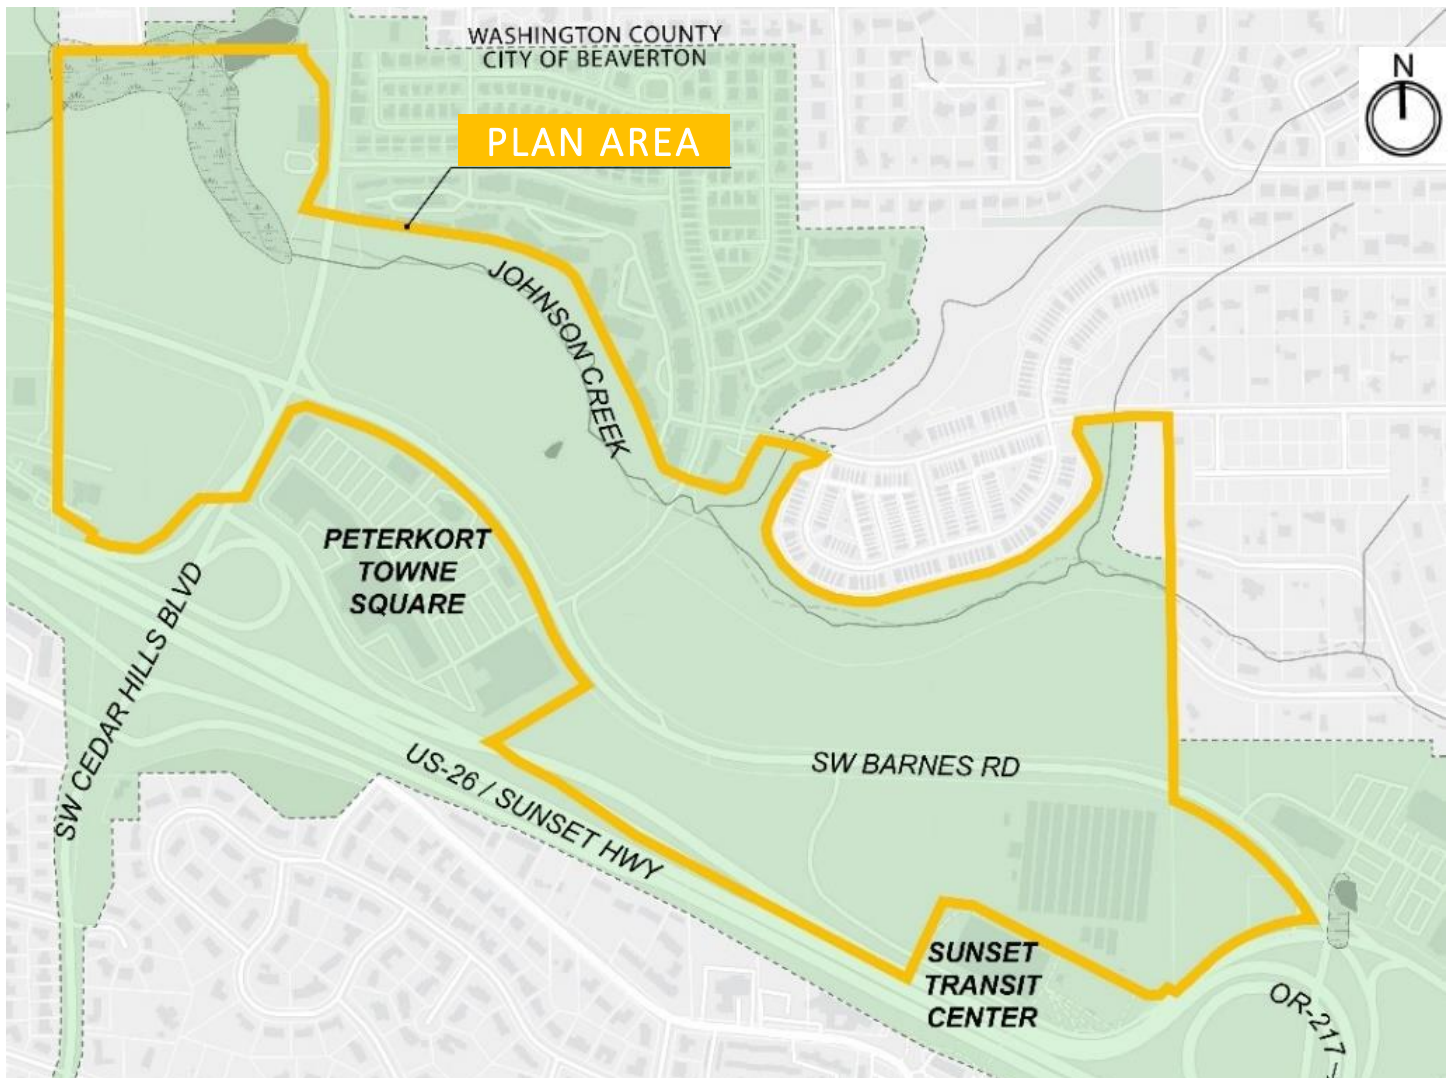 WASHINGTON COUNTY
CITY OF BEAVERTON
N
PLAN AREA
JOHNSON CREEK
PETERKORT
TOWNE
SQUARE
SW CEDAR HILLS BLVD
US-26 / SUNSET HWY
SW BARNES RD
SUNSET
TRANSIT
CENTER
OR-217